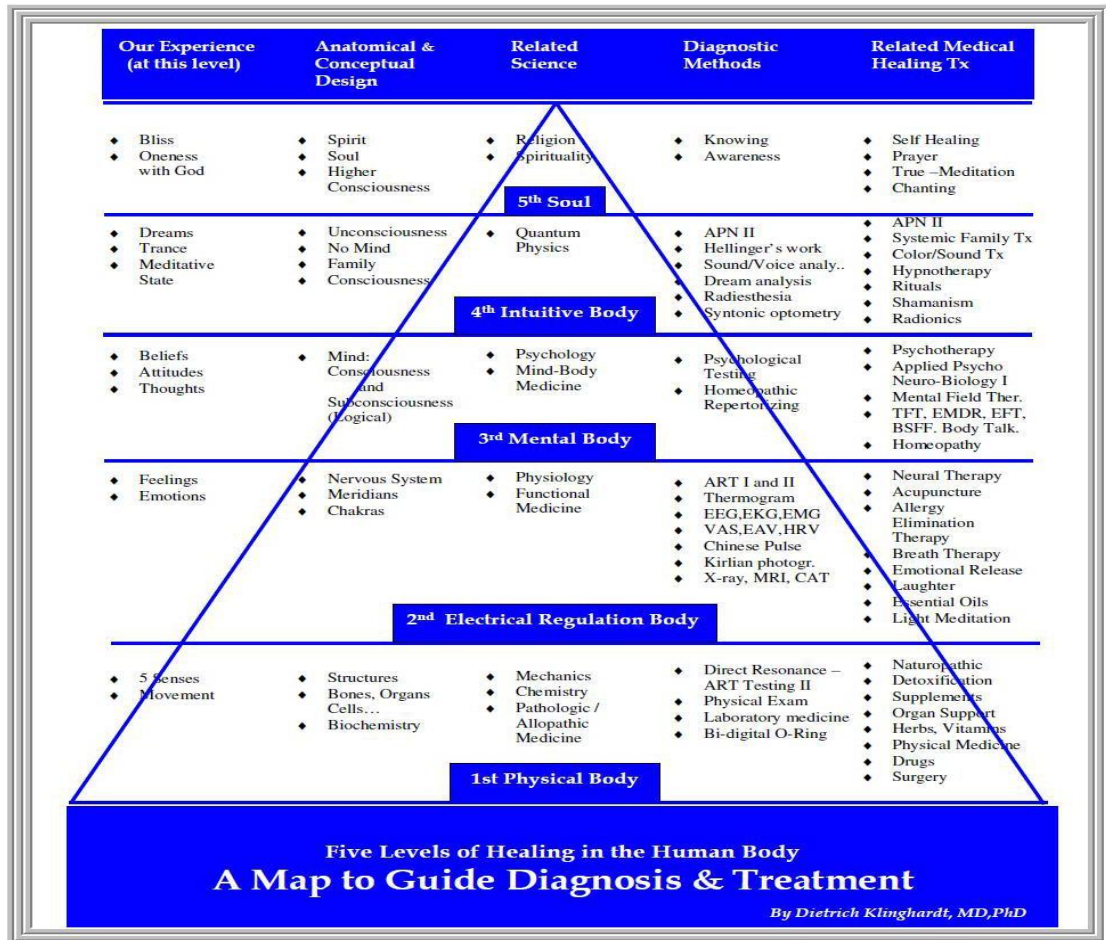 Our Experience
(at this level)
Anatomical &
Conceptual
Design
Related
Science
Diagnostic
Methods
Related Medical
Healing Tx
Bliss
Oneness
with God
Spirit
Soul
Higher
Consciousness
Religion
Spirituality
Knowing
Awareness
Self Healing
Prayer
True –Meditation
Chanting
5th Soul
Dreams
Trance
Meditative
State
Unconsciousness
No Mind
Family
Consciousness
Quantum
Physics
APN II
Hellinger's work
Sound/Voice analy..
Dream analysis
Radiesthesia
Syntonic optometry
APN II
Systemic Family Tx
Color/Sound Tx
Hypnotherapy
Rituals
Shamanism
Radionics
4th Intuitive Body
Beliefs
Attitudes
Thoughts
Mind:
Consciousness
and
Subconsciousness
(Logical)
Psychology
Mind-Body
Medicine
Psychological
Testing
Homeopathic
Repertorizing
Psychotherapy
Applied Psycho
Neuro-Biology I
Mental Field Ther.
TFT, EMDR, EFT,
BSFF. Body Talk.
Homeopathy
3rd Mental Body
Feelings
Emotions
Nervous System
Meridians
Chakras
Physiology
Functional
Medicine
ART I and II
Thermogram
EEG,EKG,EMG
VAS,EAV,HRV
Chinese Pulse
Kirlian photogr.
X-ray, MRI, CAT
Neural Therapy
Acupuncture
Allergy
Elimination
Therapy
Breath Therapy
Emotional Release
Laughter
Essential Oils
Light Meditation
2nd Electrical Regulation Body
5 Senses
Movement
Structures
Bones, Organs
Cells…
Biochemistry
Mechanics
Chemistry
Pathologic /
Allopathic
Medicine
Direct Resonance –
ART Testing II
Physical Exam
Laboratory medicine
Bi-digital O-Ring
Naturopathic
Detoxification
Supplements
Organ Support
Herbs, Vitamins
Physical Medicine
Drugs
Surgery
1st Physical Body
Five Levels of Healing in the Human Body
A Map to Guide Diagnosis & Treatment
By Dietrich Klinghardt, MD,PhD